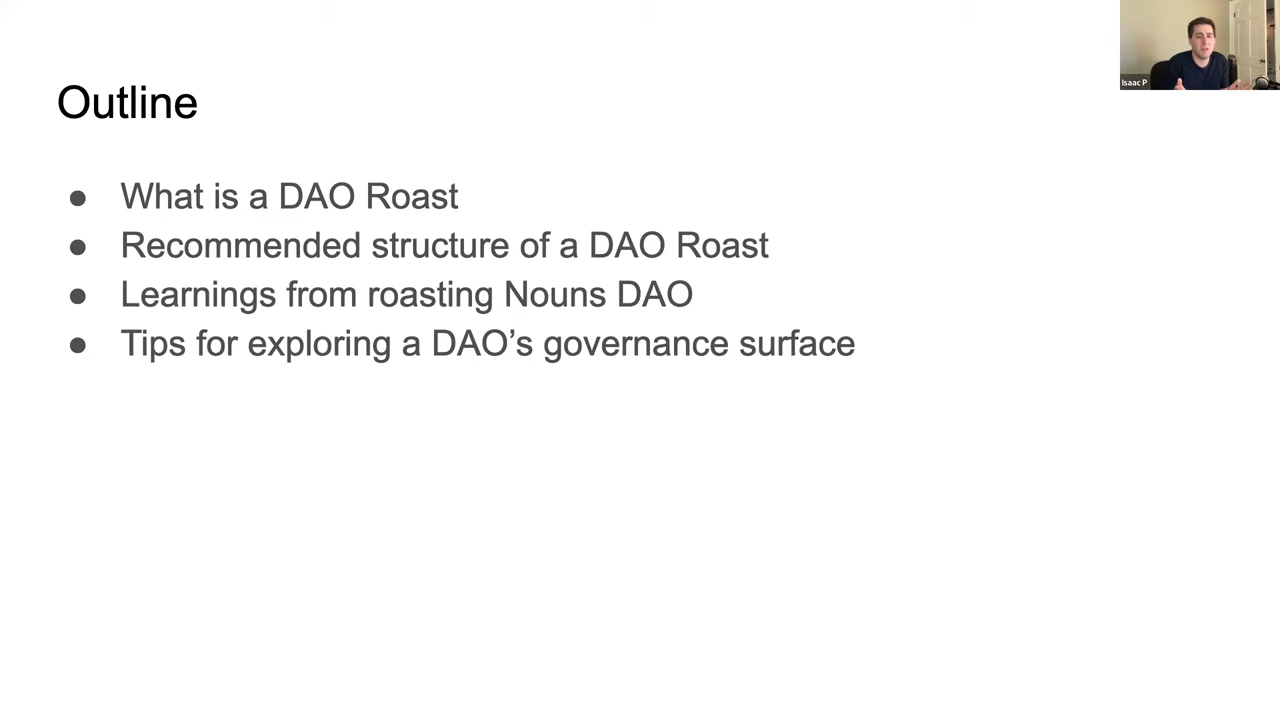 Outline
● What is a DAO Roast
● Recommended structure of a DAO Roast
● Learnings from roasting Nouns DAO
● Tips for exploring a DAO’s governance surface
Isaac P